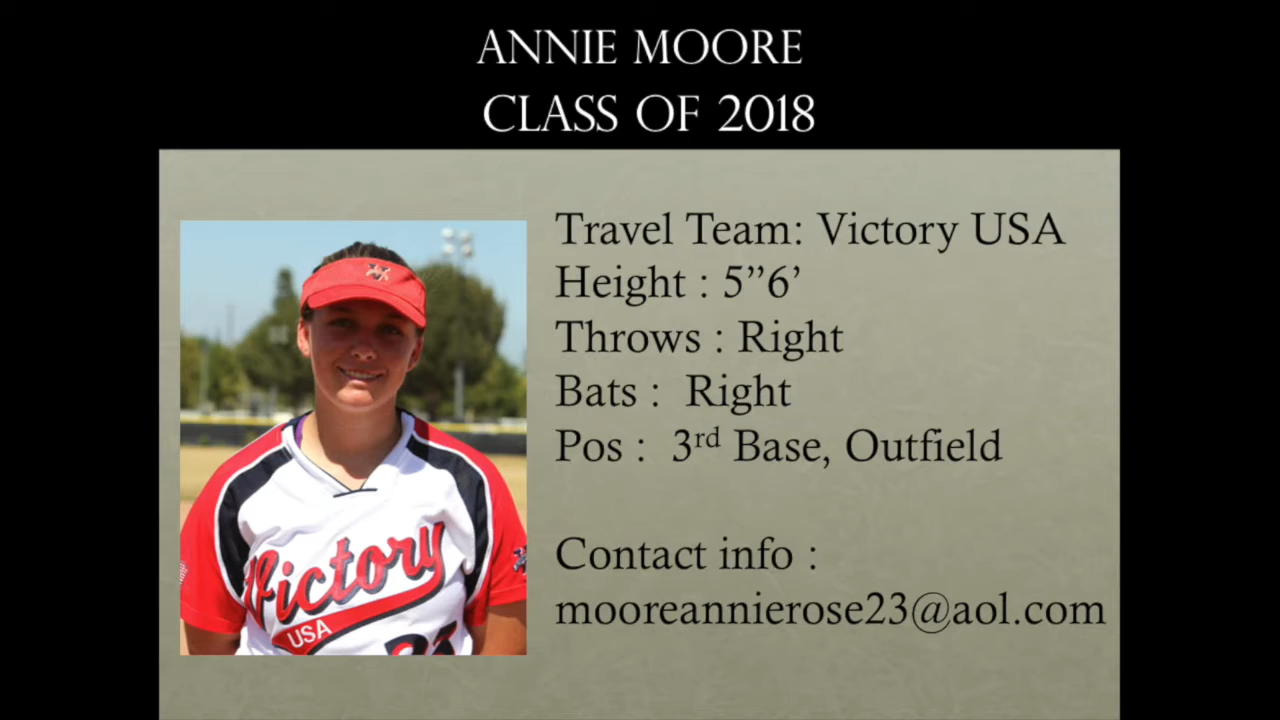 ANNIE MOORE
CLASS OF 2018
Travel Team: Victory USA
Height : 5”6’
Throws : Right
Bats :  Right
Pos :  3rd Base, Outfield
Contact info :
mooreannierose23@aol.com
Victory
USA